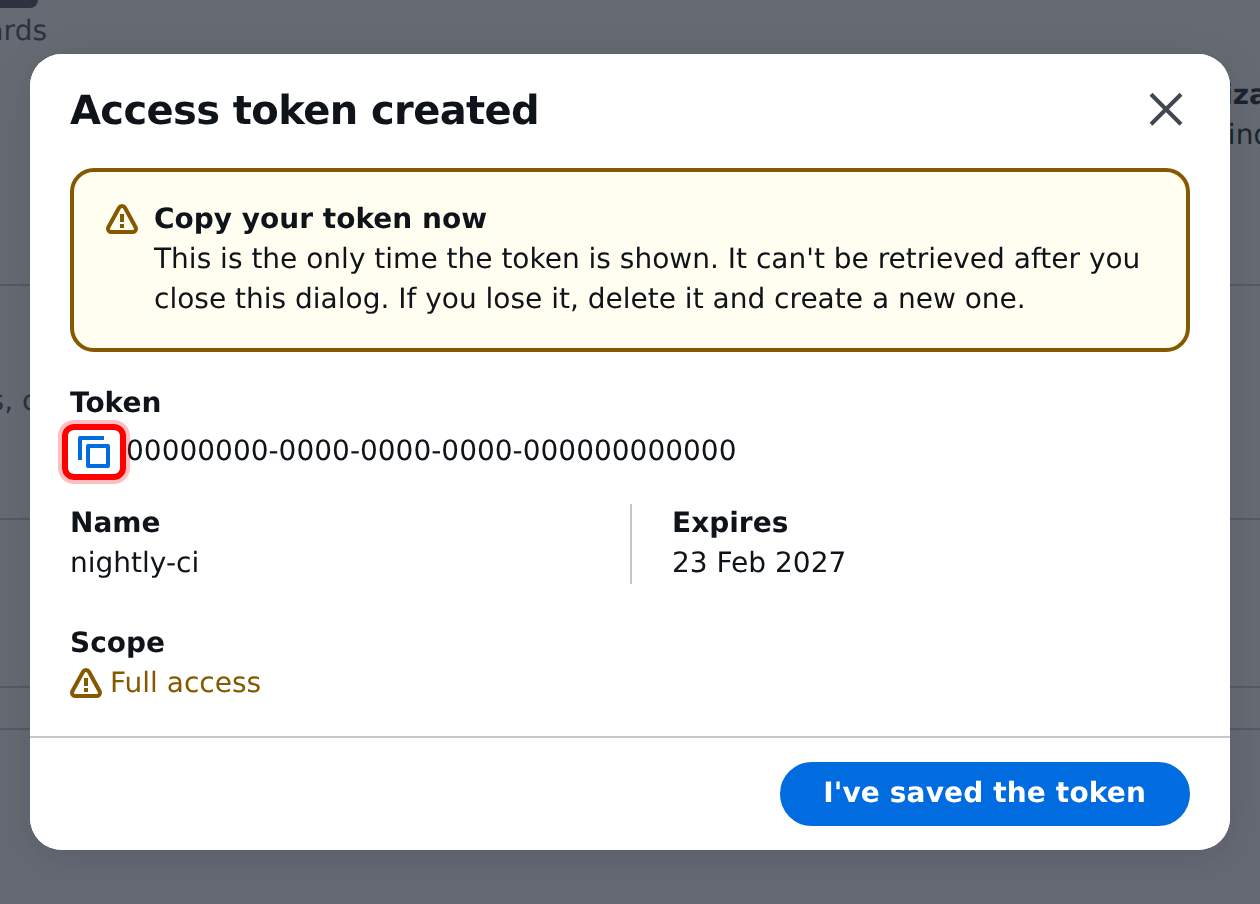 Access token created
Copy your token now
This is the only time the token is shown. It can't be retrieved after you
close this dialog. If you lose it, delete it and create a new one.
Token
00000000-0000-0000-0000-000000000000
Name
nightly-ci
Expires
23 Feb 2027
Scope
Full access
I've saved the token